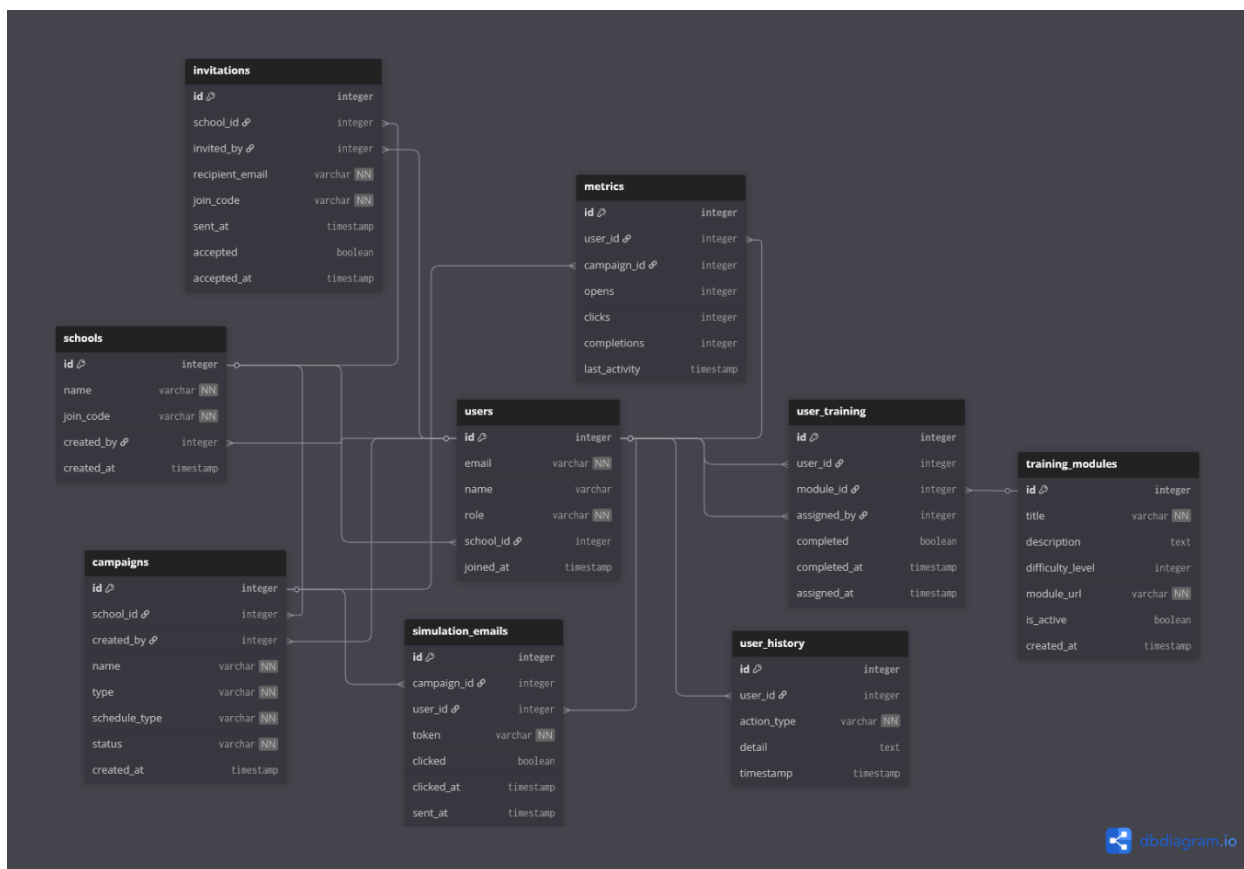 invitations
id integer
school_id integer
invited_by integer
recipient_email varchar NN
join_code varchar NN
sent_at timestamp
accepted boolean
accepted_at timestamp
metrics
id integer
user_id integer
campaign_id integer
opens integer
clicks integer
completions integer
last_activity timestamp
schools
id integer
name varchar NN
join_code varchar NN
created_by integer
created_at timestamp
users
id integer
email varchar NN
name varchar
role varchar NN
school_id integer
joined_at timestamp
user_training
id integer
user_id integer
module_id integer
assigned_by integer
completed boolean
completed_at timestamp
assigned_at timestamp
training_modules
id integer
title varchar NN
description text
difficulty_level integer
module_url varchar NN
is_active boolean
created_at timestamp
campaigns
id integer
school_id integer
created_by integer
name varchar NN
type varchar NN
schedule_type varchar NN
status varchar NN
created_at timestamp
simulation_emails
id integer
campaign_id integer
user_id integer
token varchar NN
clicked boolean
clicked_at timestamp
sent_at timestamp
user_history
id integer
user_id integer
action_type varchar NN
detail text
timestamp timestamp
dbdiagram.io